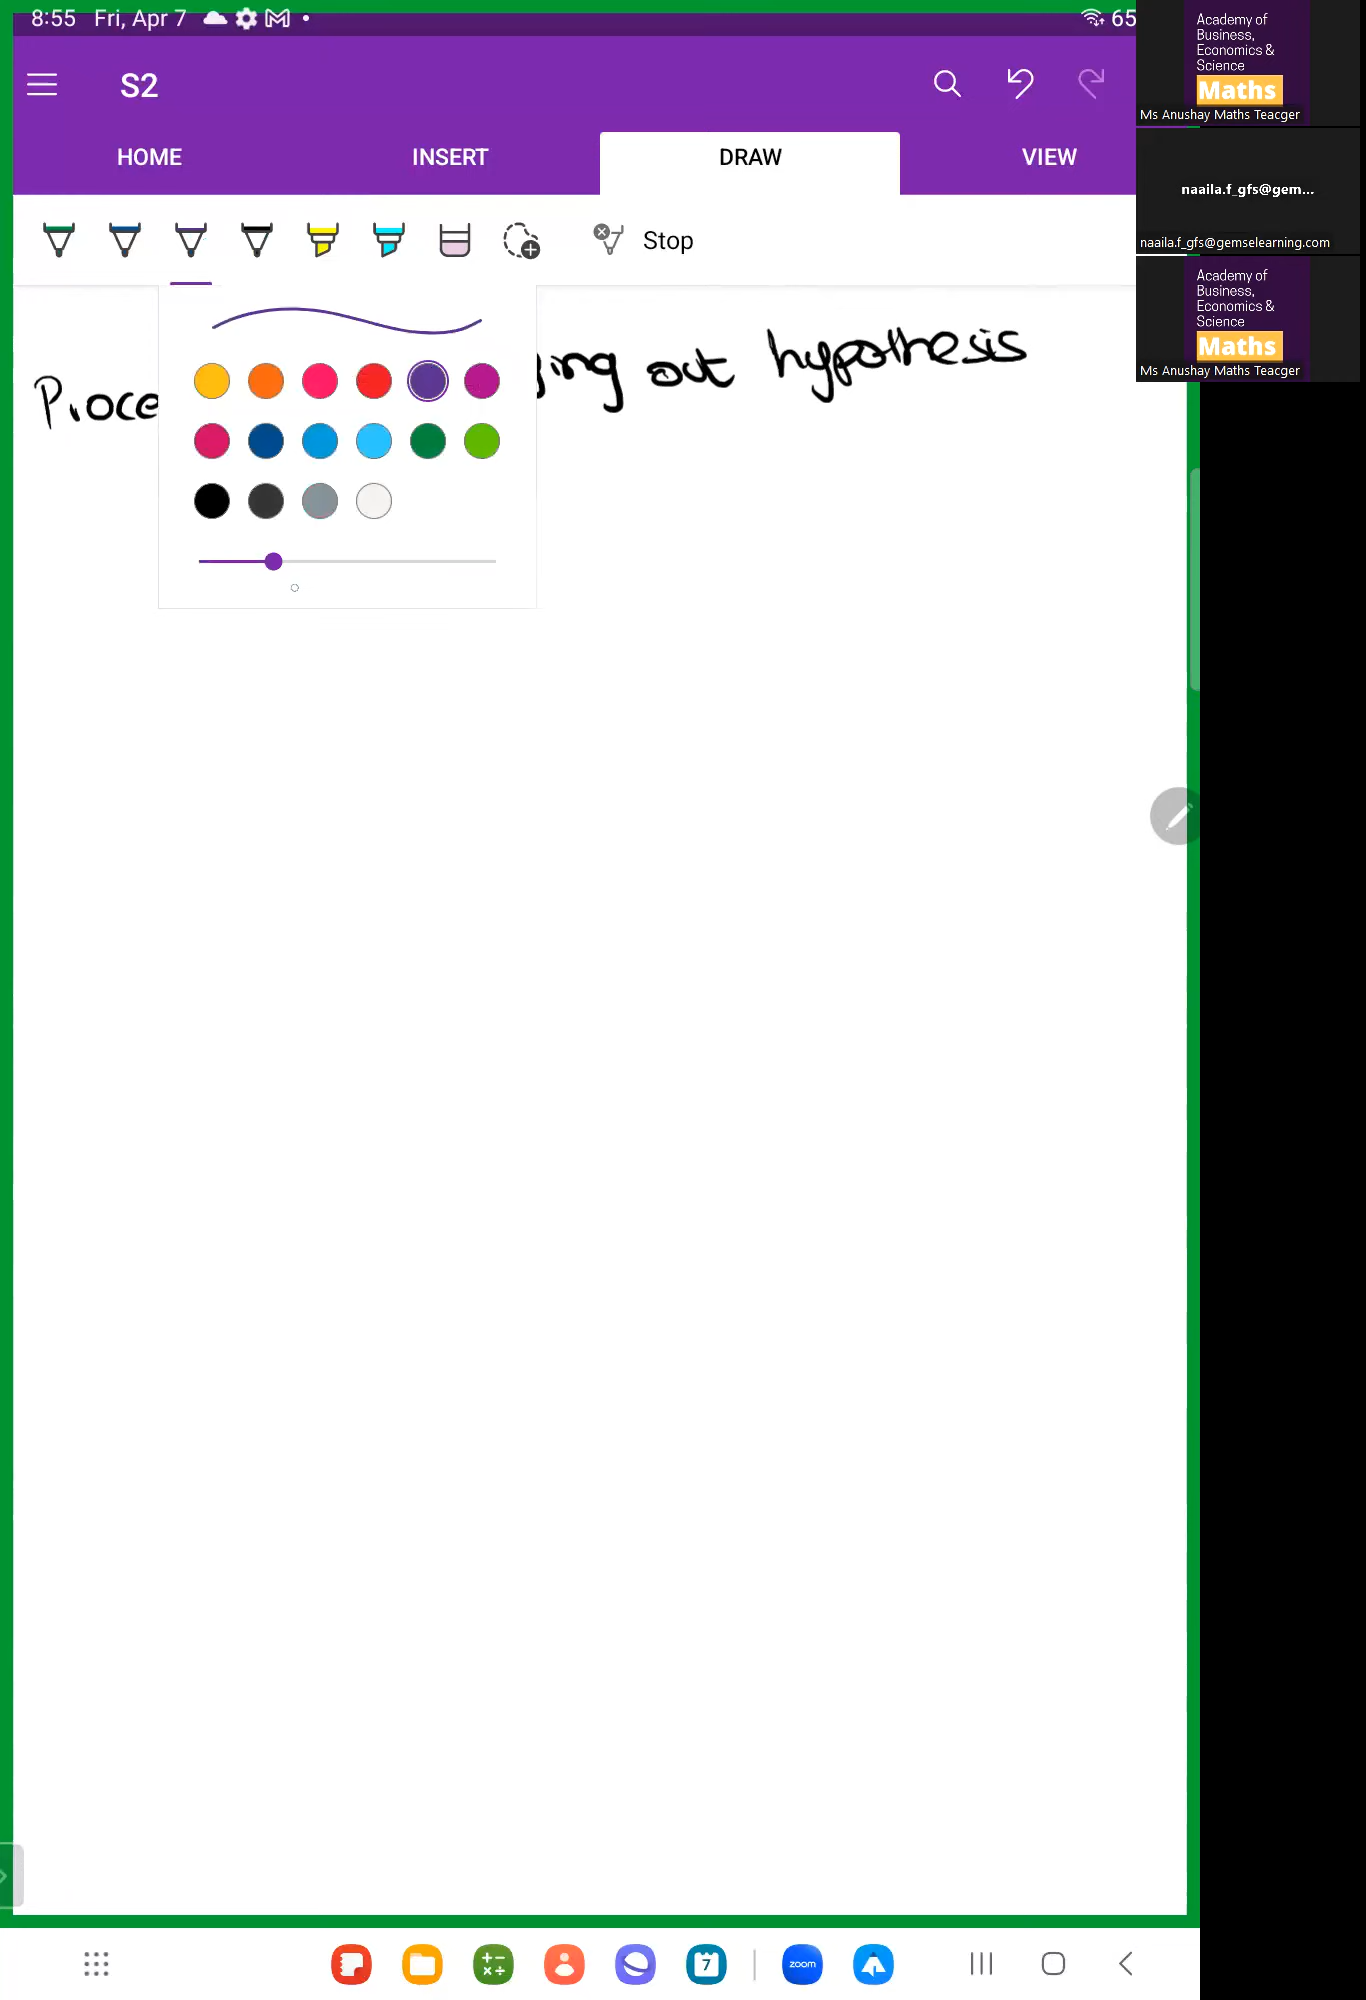 8:55 Fri, Apr 7
65
S2
HOME INSERT DRAW VIEW
Stop
out hypothesis
7
zoom
Academy of
Business,
Economics &
Science
Maths
Ms Anushay Maths Teacger
naaila.f_gfs@gem...
naaila.f_gfs@gemselearning.com
Academy of
Business,
Economics &
Science
Maths
Ms Anushay Maths Teacger